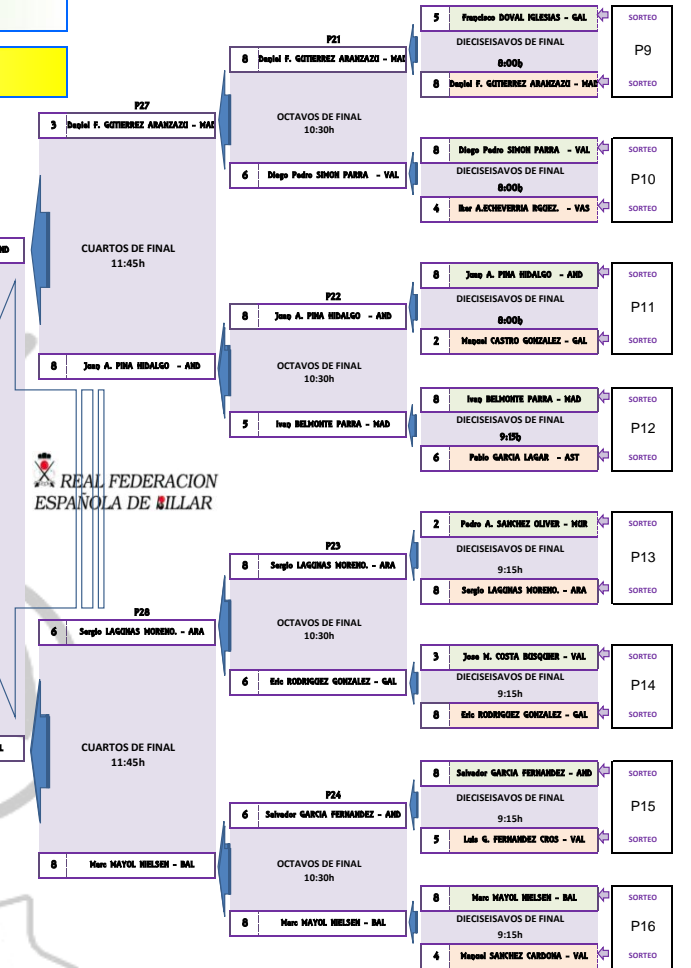 5 Francisco DOVAL IGLESIAS - GAL SORTEO
DIECISEISAVOS DE FINAL
8:00h
P9
8 Daniel F. GUTIERREZ ARANZAZU - MAD SORTEO
P21
8 Daniel F. GUTIERREZ ARANZAZU - MAD
OCTAVOS DE FINAL
10:30h
6 Diego Pedro SIMON PARRA - VAL
P27
3 Daniel F. GUTIERREZ ARANZAZU - MAD
8 Diego Pedro SIMON PARRA - VAL SORTEO
DIECISEISAVOS DE FINAL
8:00h
P10
4 Iker A.ECHEVERRIA RGUEZ. - VAS SORTEO
CUARTOS DE FINAL
11:45h
8 Juan A. PINA HIDALGO - AND SORTEO
DIECISEISAVOS DE FINAL
8:00h
P11
2 Manuel CASTRO GONZALEZ - GAL SORTEO
P22
8 Juan A. PINA HIDALGO - AND
OCTAVOS DE FINAL
10:30h
5 Ivan BELMONTE PARRA - MAD
8 Juan A. PINA HIDALGO - AND
8 Ivan BELMONTE PARRA - MAD SORTEO
DIECISEISAVOS DE FINAL
9:15h
P12
6 Pablo GARCIA LAGAR - AST SORTEO
REAL FEDERACION
ESPAÑOLA DE BILLAR
2 Pedro A. SANCHEZ OLIVER - MUR SORTEO
DIECISEISAVOS DE FINAL
9:15h
P13
8 Sergio LAGUNAS MORENO. - ARA SORTEO
P23
8 Sergio LAGUNAS MORENO. - ARA
OCTAVOS DE FINAL
10:30h
6 Eric RODRIGUEZ GONZALEZ - GAL
P28
6 Sergio LAGUNAS MORENO. - ARA
3 Jose M. COSTA BUSQUIER - VAL SORTEO
DIECISEISAVOS DE FINAL
9:15h
P14
8 Eric RODRIGUEZ GONZALEZ - GAL SORTEO
CUARTOS DE FINAL
11:45h
8 Salvador GARCIA FERNANDEZ - AND SORTEO
DIECISEISAVOS DE FINAL
9:15h
P15
5 Luis G. FERNANDEZ CROS - VAL SORTEO
P24
6 Salvador GARCIA FERNANDEZ - AND
OCTAVOS DE FINAL
10:30h
8 Marc MAYOL NIELSEN - BAL
8 Marc MAYOL NIELSEN - BAL
8 Marc MAYOL NIELSEN - BAL SORTEO
DIECISEISAVOS DE FINAL
9:15h
P16
4 Manuel SANCHEZ CARDONA - VAL SORTEO